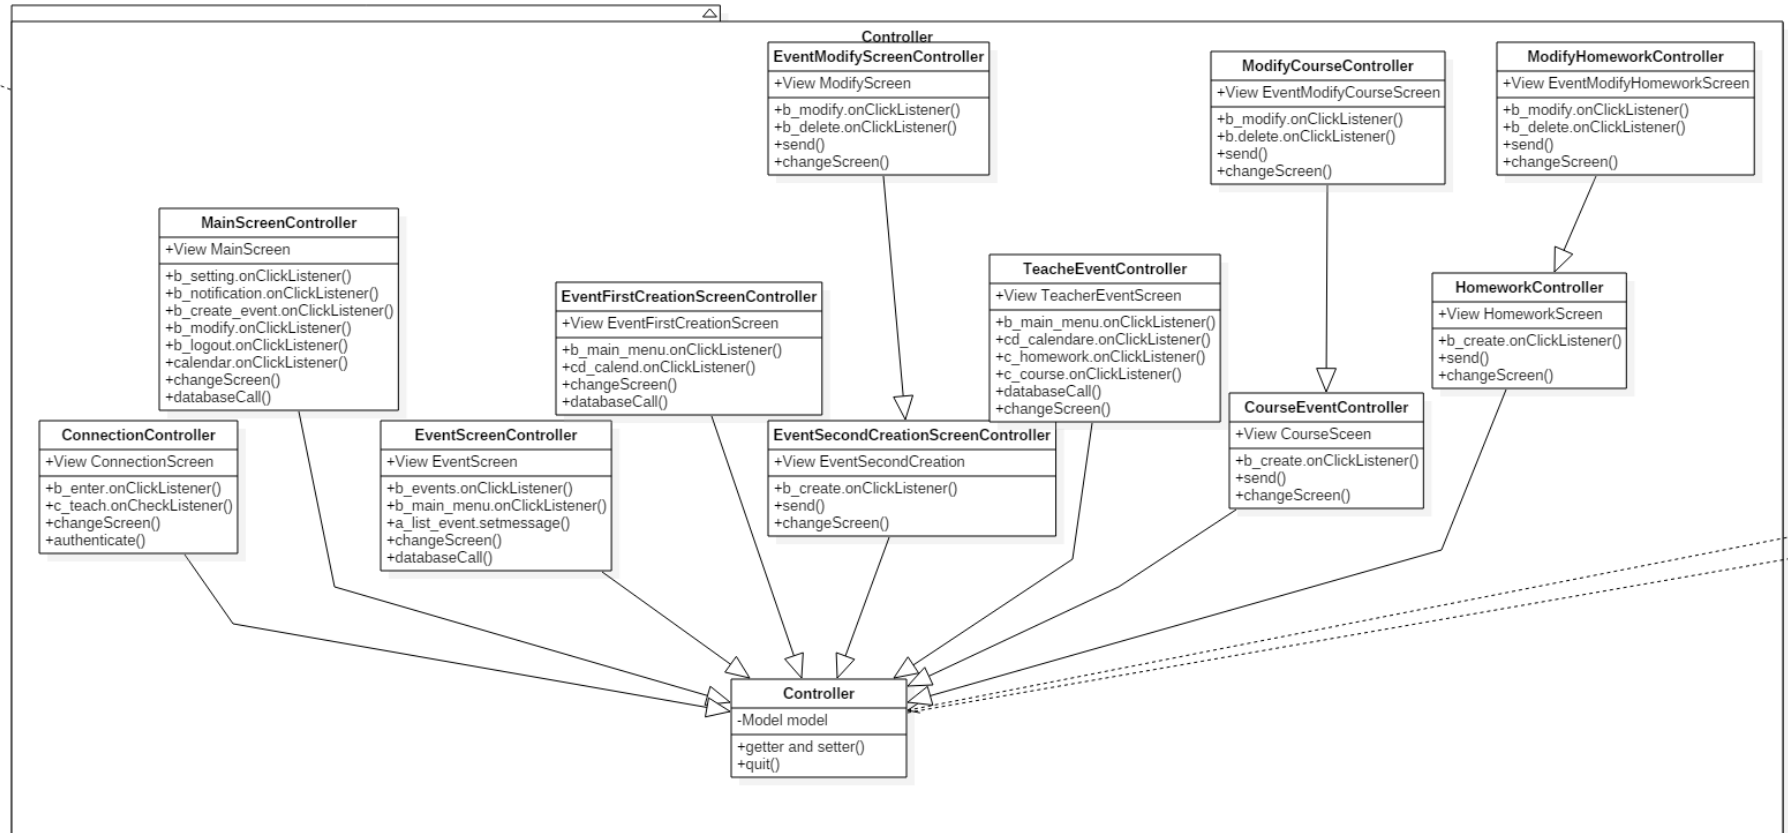 Controller
EventModifyScreenController
+View ModifyScreen
+b_modify.onClickListener()
+b_delete.onClickListener()
+send()
+changeScreen()
ModifyCourseController
+View EventModifyCourseScreen
+b_modify.onClickListener()
+b.delete.onClickListener()
+send()
+changeScreen()
ModifyHomeworkController
+View EventModifyHomeworkScreen
+b_modify.onClickListener()
+b_delete.onClickListener()
+send()
+changeScreen()
MainScreenController
+View MainScreen
+b_setting.onClickListener()
+b_notification.onClickListener()
+b_create_event.onClickListener()
+b_modify.onClickListener()
+b_logout.onClickListener()
+calendar.onClickListener()
+changeScreen()
+databaseCall()
EventFirstCreationScreenController
+View EventFirstCreationScreen
+b_main_menu.onClickListener()
+cd_calend.onClickListener()
+changeScreen()
+databaseCall()
TeacheEventController
+View TeacherEventScreen
+b_main_menu.onClickListener()
+cd_calendare.onClickListener()
+c_homework.onClickListener()
+c_course.onClickListener()
+databaseCall()
+changeScreen()
HomeworkController
+View HomeworkScreen
+b_create.onClickListener()
+send()
+changeScreen()
ConnectionController
+View ConnectionScreen
+b_enter.onClickListener()
+c_teach.onCheckListener()
+changeScreen()
+authenticate()
EventScreenController
+View EventScreen
+b_events.onClickListener()
+b_main_menu.onClickListener()
+a_list_event.setmessage()
+changeScreen()
+databaseCall()
EventSecondCreationScreenController
+View EventSecondCreation
+b_create.onClickListener()
+send()
+changeScreen()
CourseEventController
+View CourseSceen
+b_create.onClickListener()
+send()
+changeScreen()
Controller
-Model model
+getter and setter()
+quit()